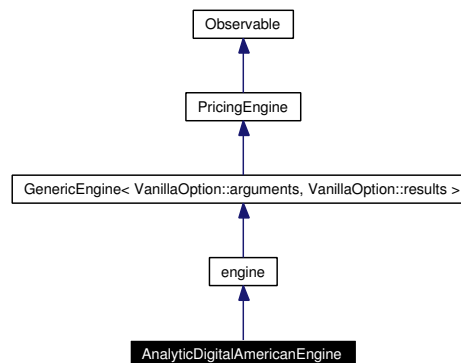 Observable
PricingEngine
GenericEngine< VanillaOption::arguments, VanillaOption::results >
engine
AnalyticDigitalAmericanEngine